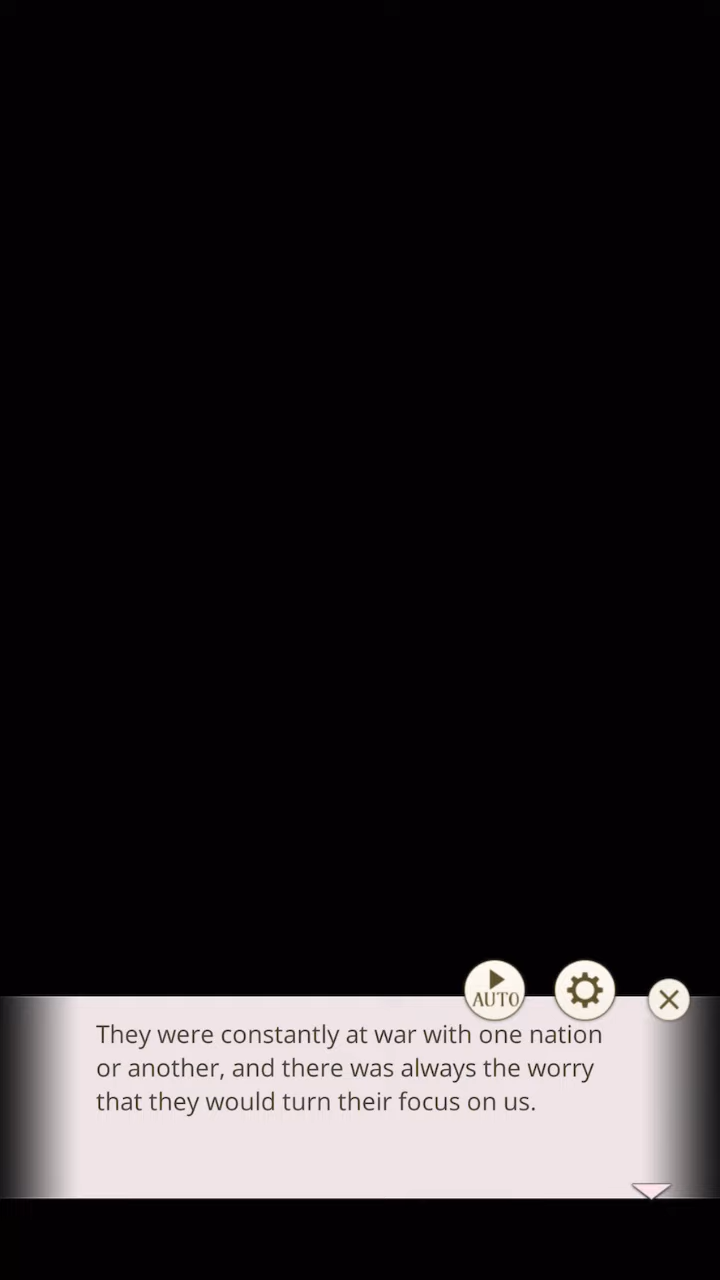 AUTO
They were constantly at war with one nation
or another, and there was always the worry
that they would turn their focus on us.